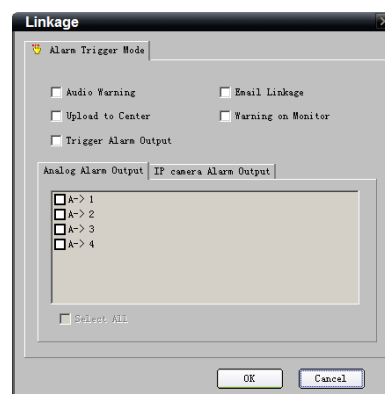 Linkage
Alarm Trigger Mode
Audio Warning Email Linkage
Upload to Center Warning on Monitor
Trigger Alarm Output
Analog Alarm Output IP camera Alarm Output
A-> 1
A-> 2
A-> 3
A-> 4
Select All
OK Cancel